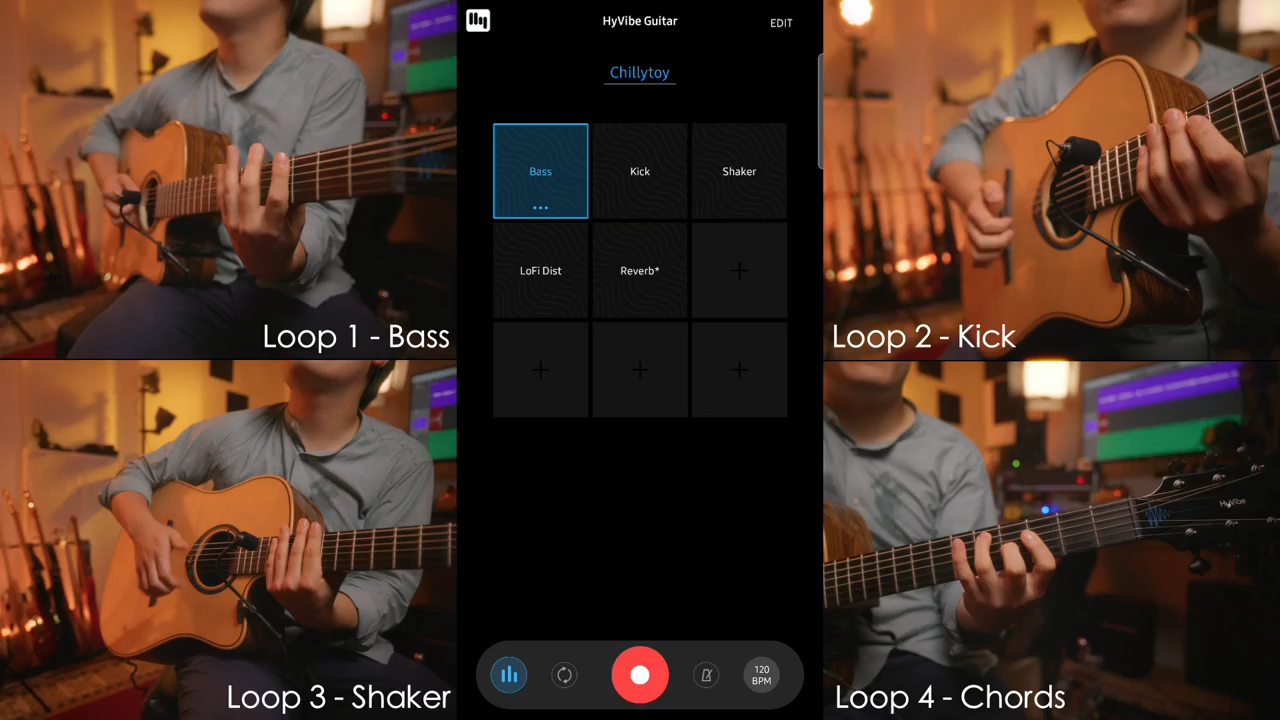 HyVibe Guitar
EDIT
Chillytoy
Bass
Kick
Shaker
LoFi Dist
Reverb*
120
BPM
Loop 1 - Bass
Loop 2 - Kick
Loop 3 - Shaker
Loop 4 - Chords
HyVibe